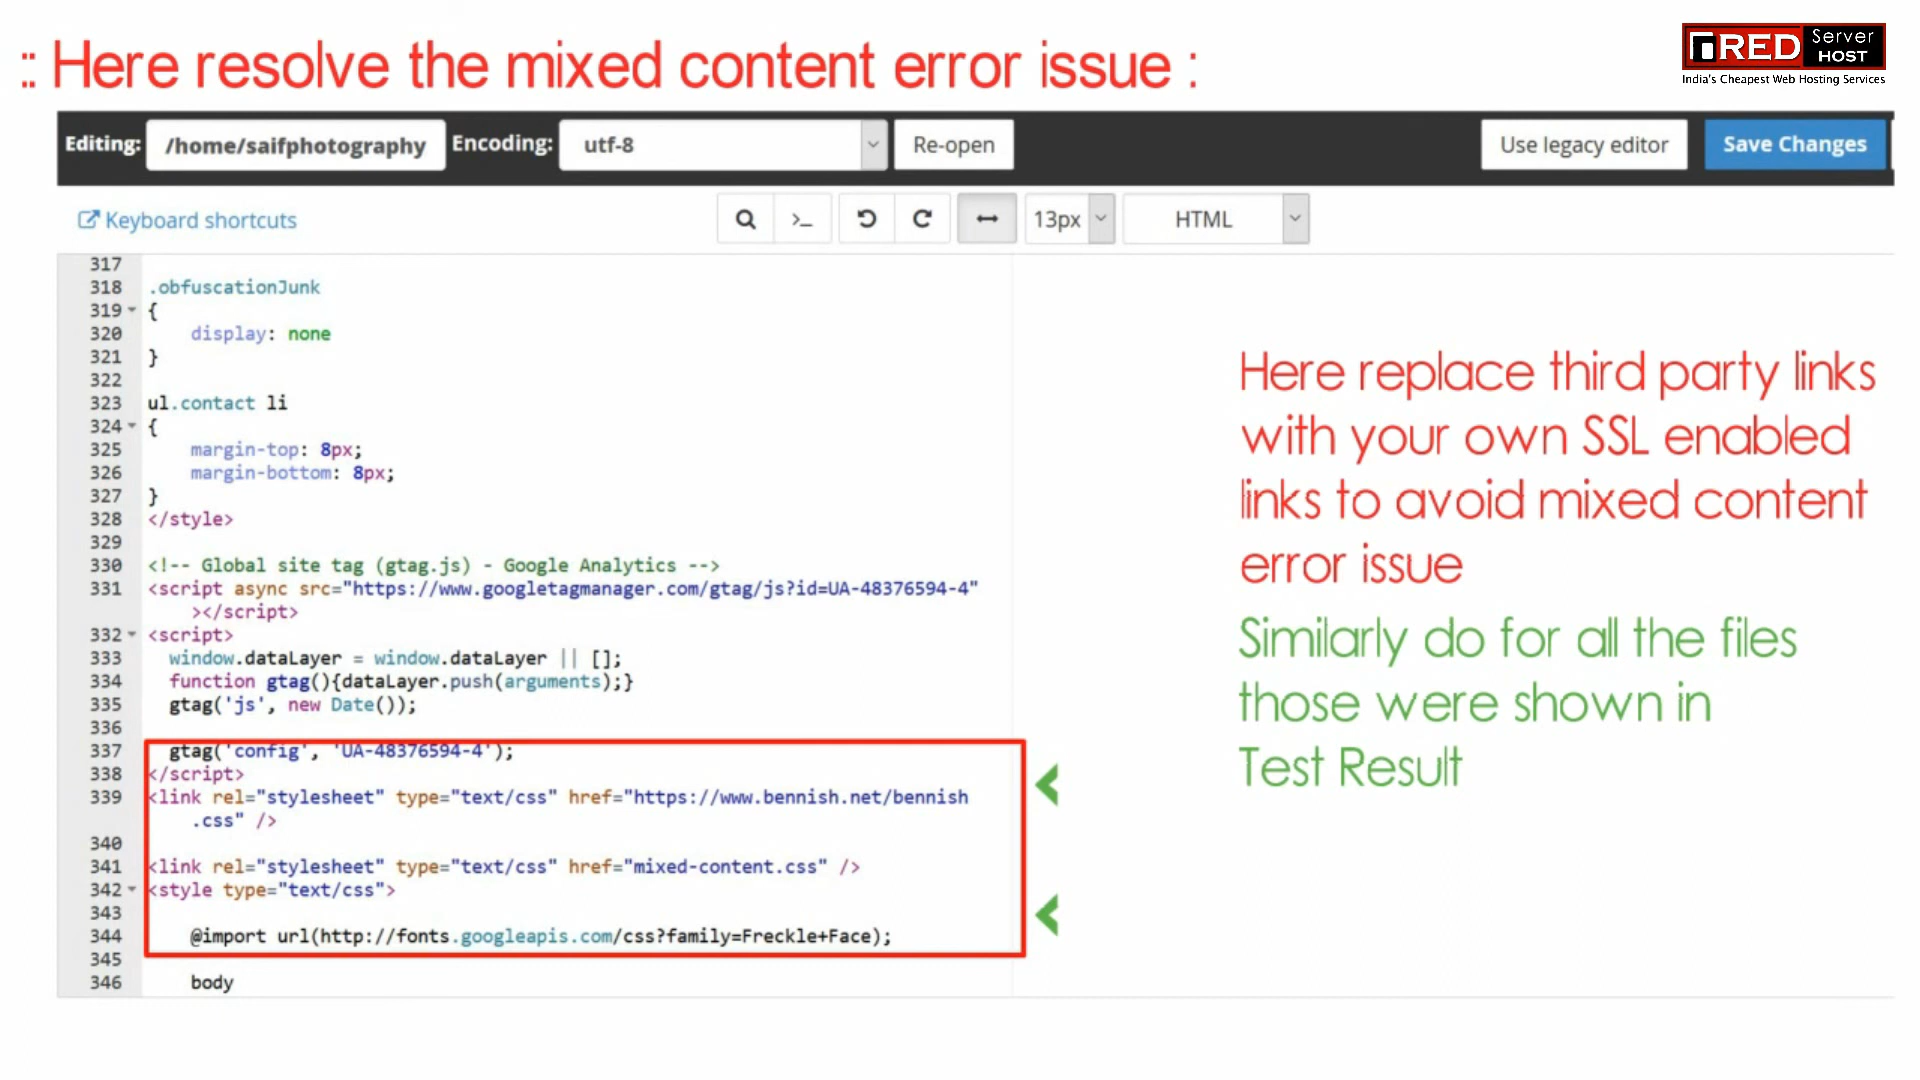 :: Here resolve the mixed content error issue :
RED Server HOST
India's Cheapest Web Hosting Services
Editing: /home/saifphotography Encoding: utf-8 Re-open Use legacy editor Save Changes
Keyboard shortcuts 13px HTML
317
318 .obfuscationJunk
319 {
320 display: none
321 }
322
323 ul.contact li
324 {
325 margin-top: 8px;
326 margin-bottom: 8px;
327 }
328 </style>
329
330 <!-- Global site tag (gtag.js) - Google Analytics -->
331 <script async src="https://www.googletagmanager.com/gtag/js?id=UA-48376594-4"
></script>
332 <script>
333 window.dataLayer = window.dataLayer || [];
334 function gtag(){dataLayer.push(arguments);}
335 gtag('js', new Date());
336
337 gtag('config', 'UA-48376594-4');
338 </script>
339 <link rel="stylesheet" type="text/css" href="https://www.bennish.net/bennish
.css" />
340
341 <link rel="stylesheet" type="text/css" href="mixed-content.css" />
342 <style type="text/css">
343
344 @import url(http://fonts.googleapis.com/css?family=Freckle+Face);
345
346 body
Here replace third party links
with your own SSL enabled
links to avoid mixed content
error issue
Similarly do for all the files
those were shown in
Test Result